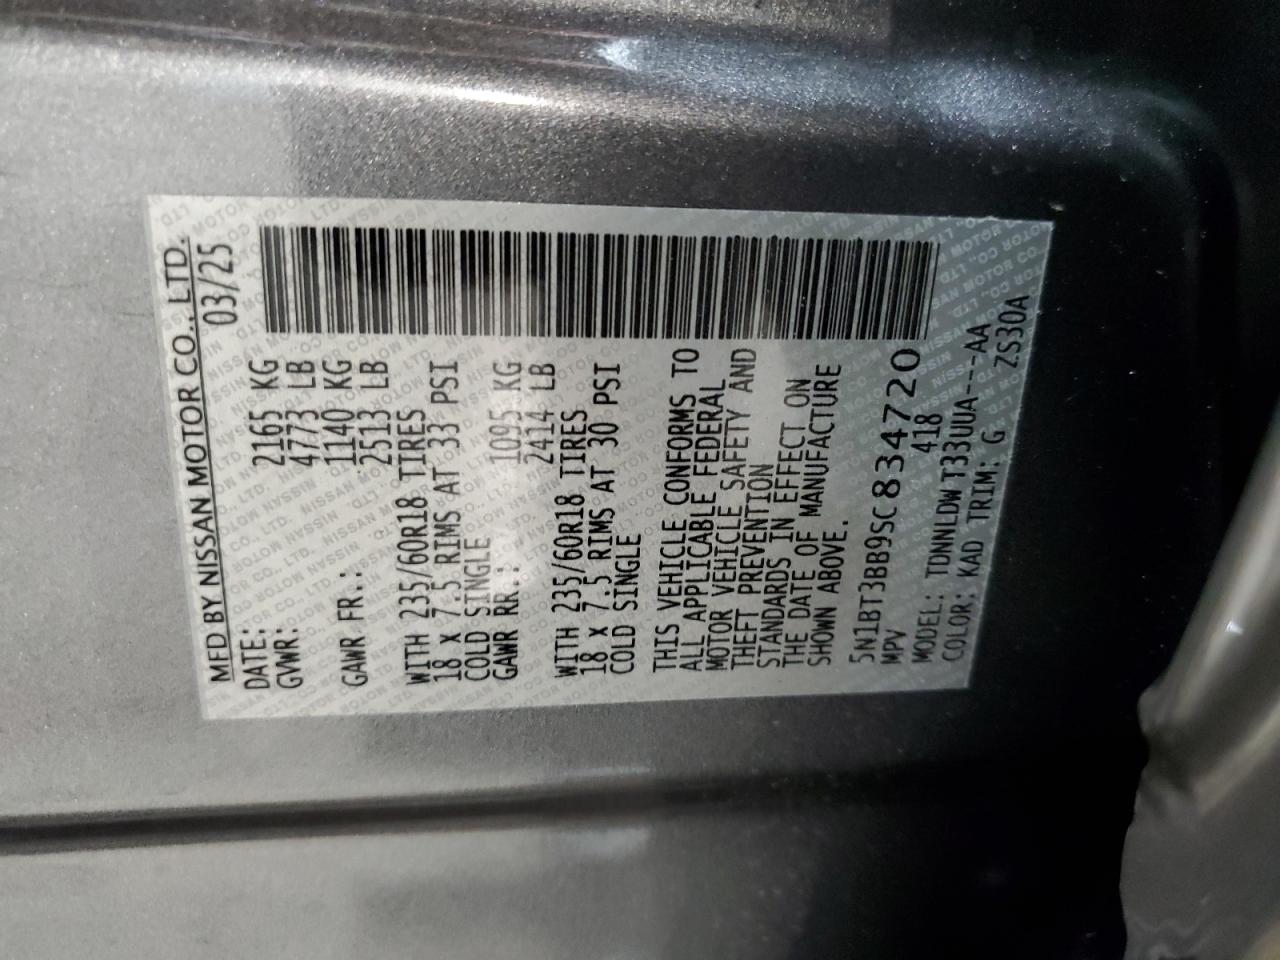 MFD BY NISSAN MOTOR CO., LTD.
DATE: 03/25
GVWR: 2165 KG
4773 LB
GAWR FR.: 1140 KG
2513 LB
WITH 235/60R18 TIRES
18 X 7.5 RIMS AT 33 PSI
COLD SINGLE
GAWR RR.: 1095 KG
2414 LB
WITH 235/60R18 TIRES
18 X 7.5 RIMS AT 30 PSI
COLD SINGLE
THIS VEHICLE CONFORMS TO
ALL APPLICABLE FEDERAL
MOTOR VEHICLE SAFETY AND
THEFT PREVENTION
STANDARDS IN EFFECT ON
THE DATE OF MANUFACTURE
SHOWN ABOVE.
5N1BT3BB9SC834720
MPV 418
MODEL: TDNNLDWT33UUA---AA
COLOR: KAD TRIM: G ZS30A